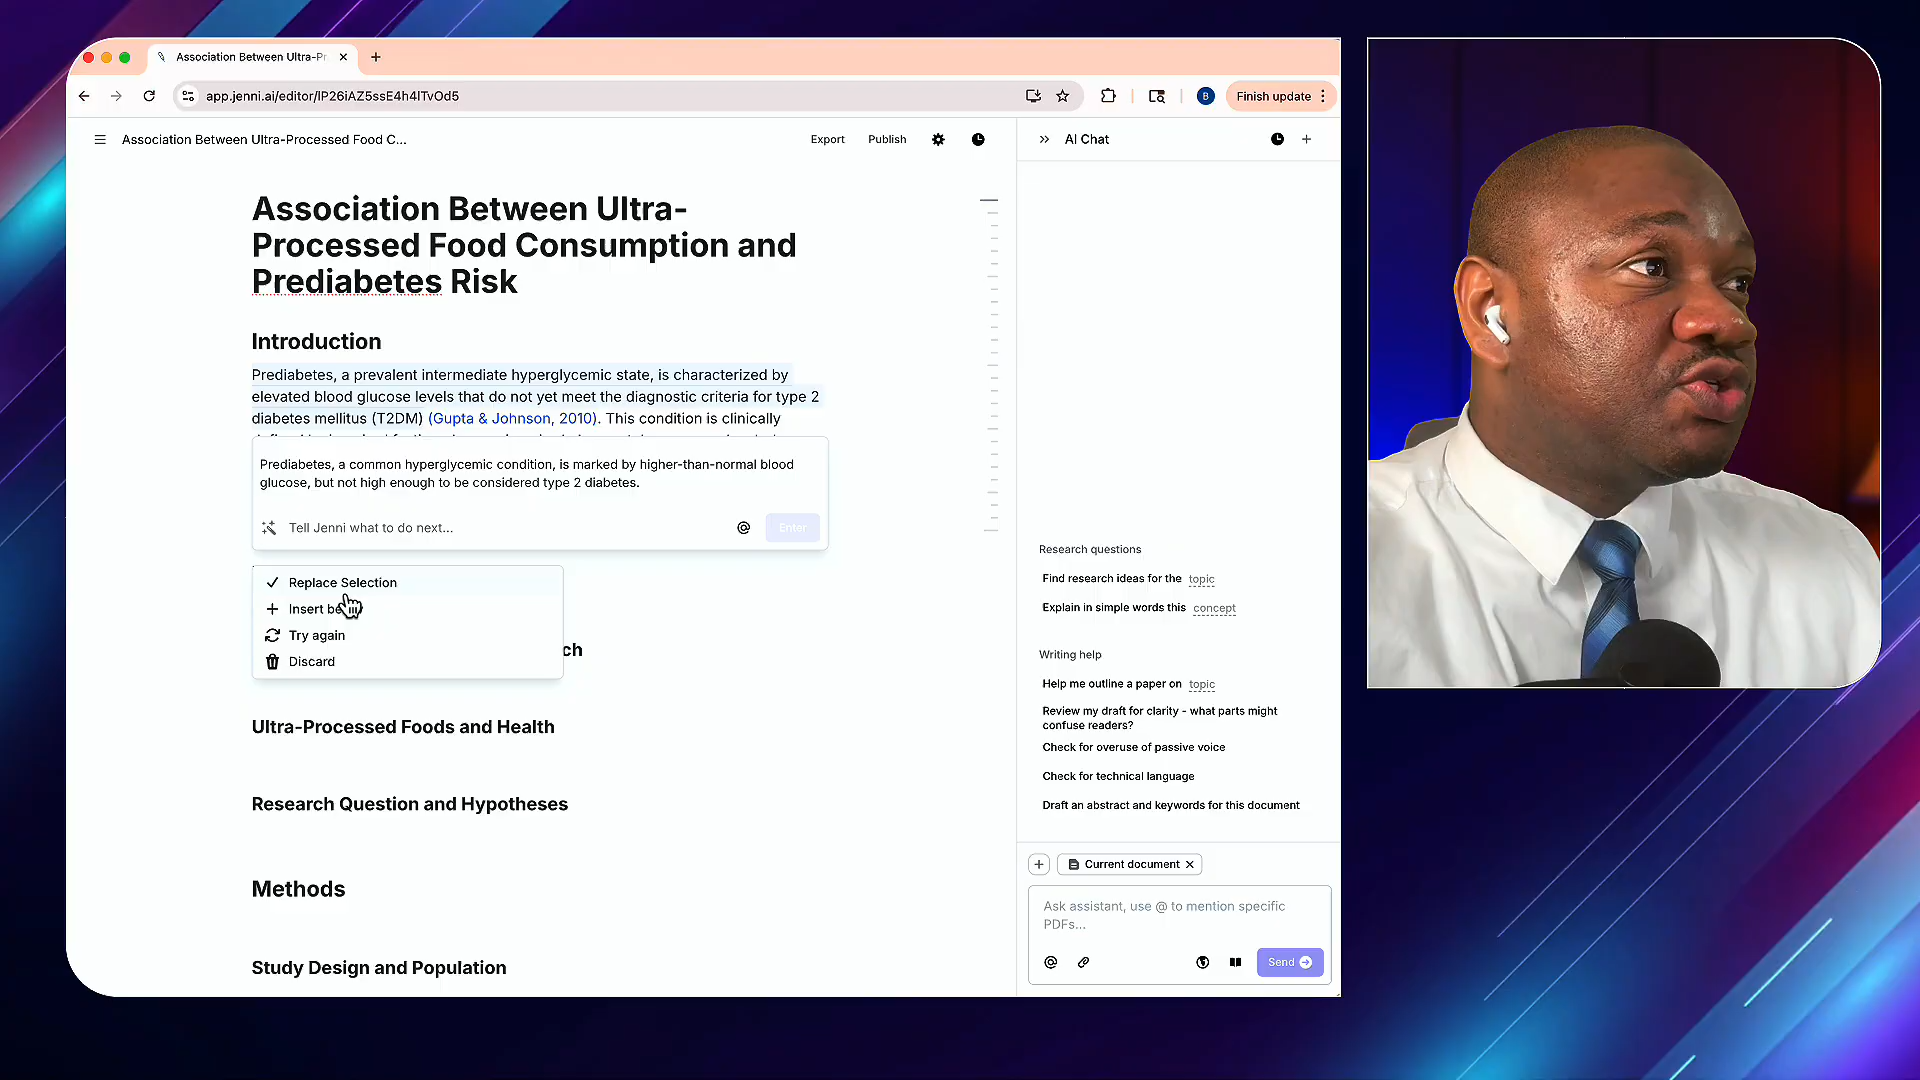 Association Between Ultra-Pr
app.jenni.ai/editor/IP26iAZ5ssE4h4lTvOd5
B
Finish update
Association Between Ultra-Processed Food C...
Export
Publish
AI Chat
Association Between Ultra-
Processed Food Consumption and
Prediabetes Risk
Introduction
Prediabetes, a prevalent intermediate hyperglycemic state, is characterized by
elevated blood glucose levels that do not yet meet the diagnostic criteria for type 2
diabetes mellitus (T2DM) (Gupta & Johnson, 2010). This condition is clinically
Prediabetes, a common hyperglycemic condition, is marked by higher-than-normal blood
glucose, but not high enough to be considered type 2 diabetes.
Tell Jenni what to do next...
Enter
Replace Selection
Insert be
Try again
Discard
ch
Ultra-Processed Foods and Health
Research Question and Hypotheses
Methods
Study Design and Population
Research questions
Find research ideas for the topic
Explain in simple words this concept
Writing help
Help me outline a paper on topic
Review my draft for clarity - what parts might
confuse readers?
Check for overuse of passive voice
Check for technical language
Draft an abstract and keywords for this document
Current document
Ask assistant, use @ to mention specific
PDFs...
Send